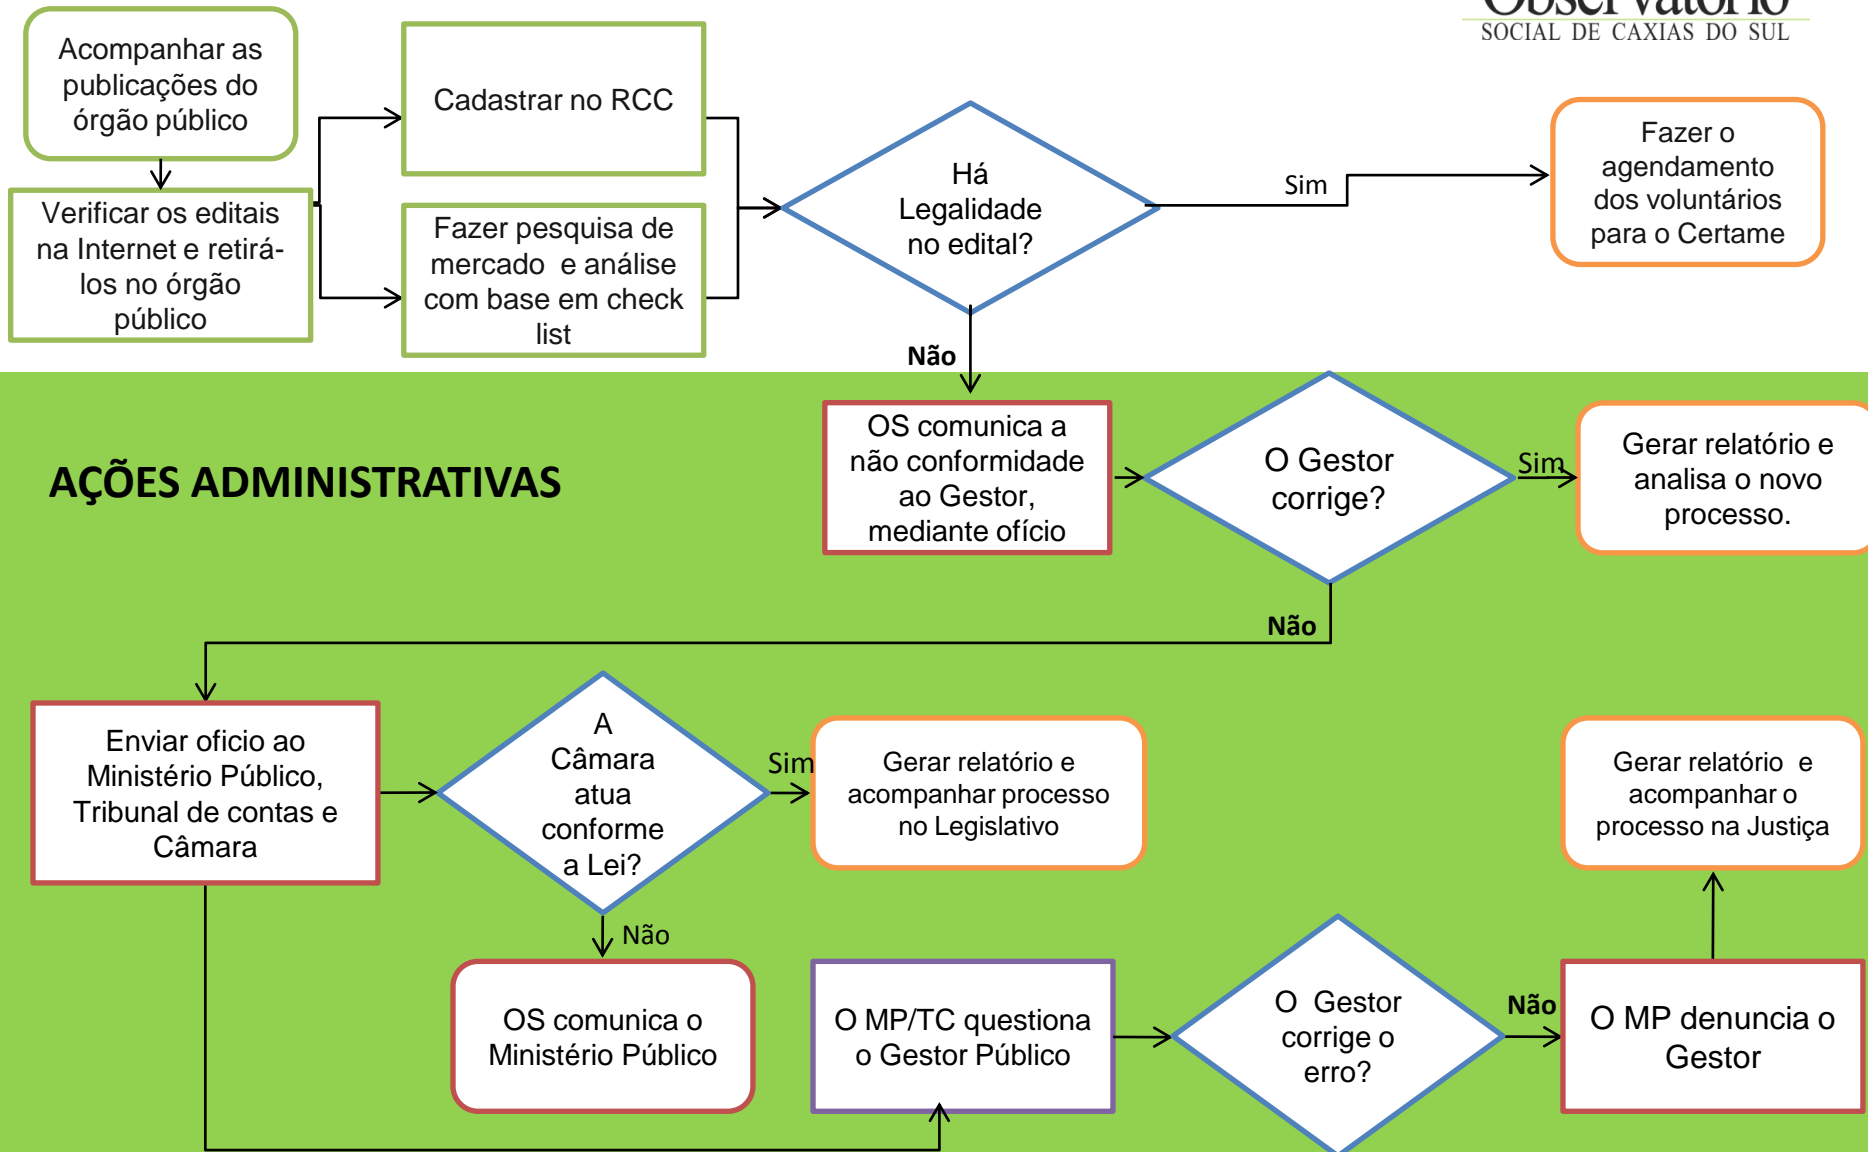 Observatório
SOCIAL DE CAXIAS DO SUL
Acompanhar as
publicações do
órgão público
Verificar os editais
na Internet e retirá-
los no órgão
público
Cadastrar no RCC
Fazer pesquisa de
mercado e análise
com base em check
list
Há
Legalidade
no edital?
Sim
Fazer o
agendamento
dos voluntários
para o Certame
Não
AÇÕES ADMINISTRATIVAS
OS comunica a
não conformidade
ao Gestor,
mediante ofício
O Gestor
corrige?
Sim
Gerar relatório e
analisa o novo
processo.
Não
Enviar oficio ao
Ministério Público,
Tribunal de contas e
Câmara
A
Câmara
atua
conforme
a Lei?
Sim
Gerar relatório e
acompanhar processo
no Legislativo
Não
OS comunica o
Ministério Público
O MP/TC questiona
o Gestor Público
O Gestor
corrige o
erro?
Não
O MP denuncia o
Gestor
Gerar relatório e
acompanhar o
processo na Justiça